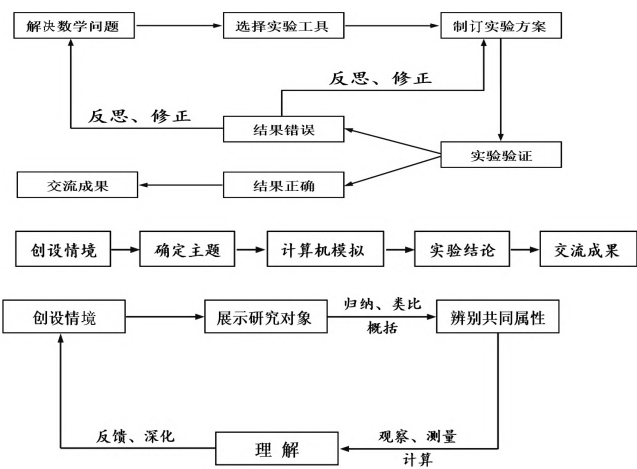 解决数学问题
选择实验工具
制订实验方案
反思、修正
反思、修正
结果错误
实验验证
交流成果
结果正确
创设情境
确定主题
计算机模拟
实验结论
交流成果
创设情境
展示研究对象
归纳、类比
概括
辨别共同属性
反馈、深化
理 解
观察、测量
计算